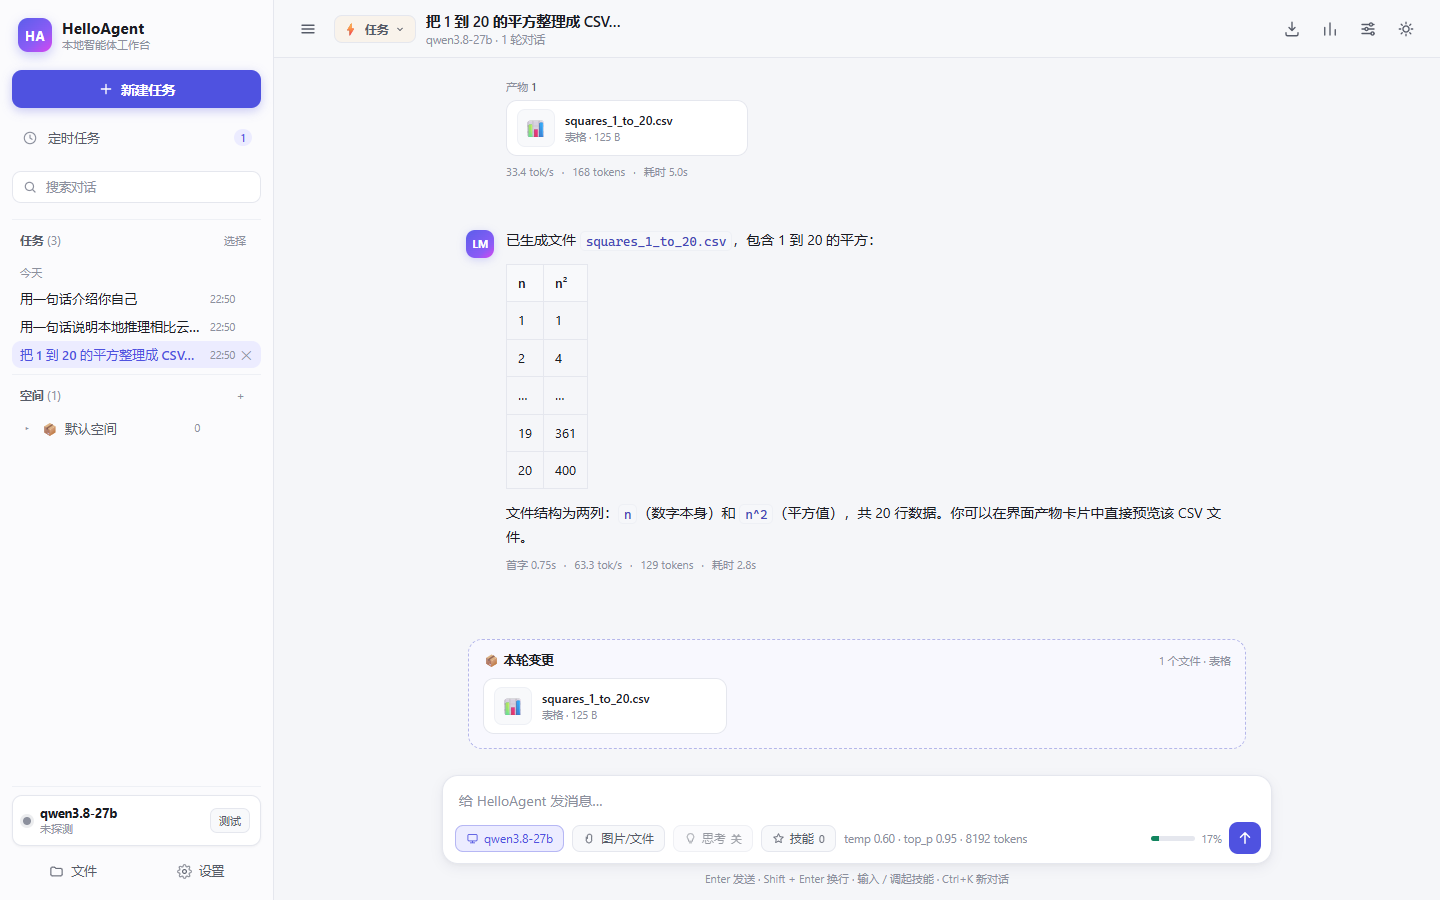 HA
HelloAgent
本地智能体工作台
新建任务
定时任务
1
搜索对话
任务 (3)
选择
今天
用一句话介绍你自己
22:50
用一句话说明本地推理相比云...
22:50
把 1 到 20 的平方整理成 CSV...
22:50
空间 (1)
+
默认空间
0
qwen3.8-27b
未探测
测试
文件
设置
任务
把 1 到 20 的平方整理成 CSV...
qwen3.8-27b · 1 轮对话
产物 1
squares_1_to_20.csv
表格 · 125 B
33.4 tok/s · 168 tokens · 耗时 5.0s
LM
已生成文件 squares_1_to_20.csv ，包含 1 到 20 的平方：
n n²
1 1
2 4
... ...
19 361
20 400
文件结构为两列： n （数字本身）和 n^2 （平方值），共 20 行数据。你可以在界面产物卡片中直接预览该 CSV 文
件。
首字 0.75s · 63.3 tok/s · 129 tokens · 耗时 2.8s
本轮变更
1 个文件 · 表格
squares_1_to_20.csv
表格 · 125 B
给 HelloAgent 发消息...
qwen3.8-27b
图片/文件
思考 关
技能 0
temp 0.60 · top_p 0.95 · 8192 tokens
17%
Enter 发送 · Shift + Enter 换行 · 输入 / 调起技能 · Ctrl+K 新对话